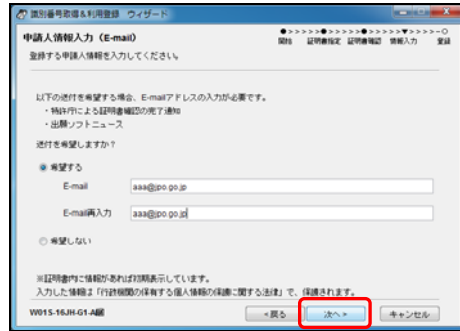 識別番号取得＆利用登録 ウィザード
申請人情報入力（E-mail）
●>>>>>●>>>>>●>>>>>▼>>>>－○
開始 証明書指定 証明書確認 情報入力 登録
登録する申請人情報を入力してください。
以下の送付を希望する場合、E-mailアドレスの入力が必要です。
・特許庁による証明書確認の完了通知
・出願ソフトニュース
送付を希望しますか？
希望する
E-mail aaa@jpo.go.jp
E-mail再入力 aaa@jpo.go.jp
希望しない
※証明書内に情報があれば初期表示しています。
入力した情報は「行政機関の保有する個人情報の保護に関する法律」で、保護されます。
W01S-16JH-G1-A級 <戻る 次へ> キャンセル